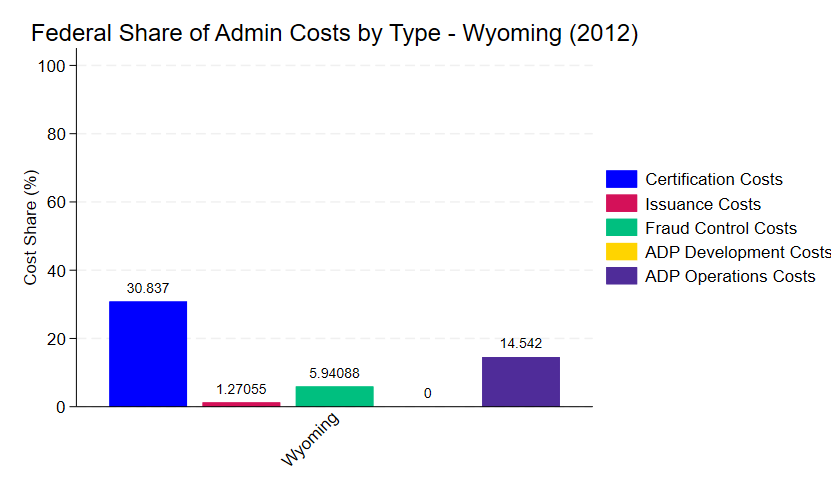 Federal Share of Admin Costs by Type - Wyoming (2012)
Cost Share (%)
100
80
60
40
20
0
30.837
1.27055
5.94088
0
14.542
Wyoming
Certification Costs
Issuance Costs
Fraud Control Costs
ADP Development Costs
ADP Operations Costs